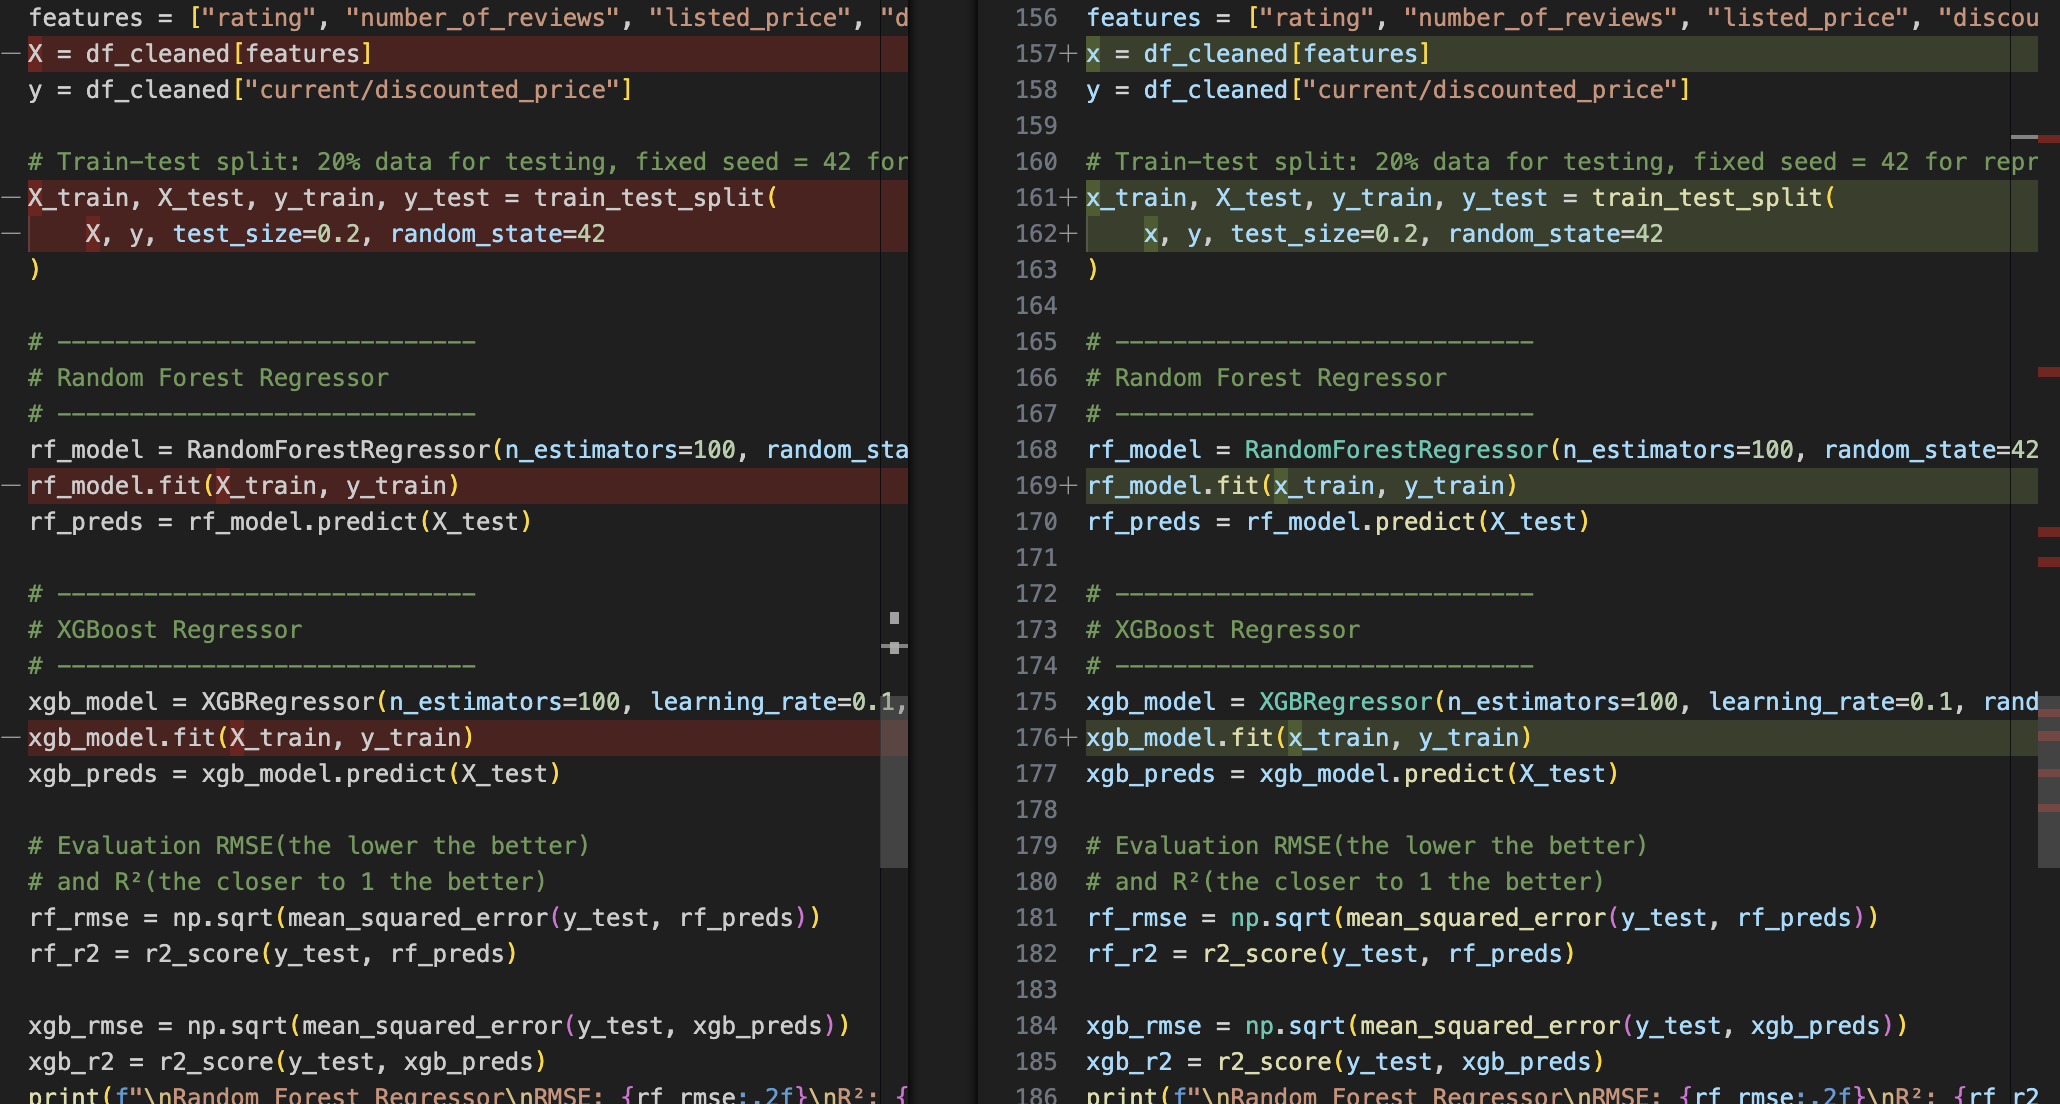 features = ["rating", "number_of_reviews", "listed_price", "d
X = df_cleaned[features]
y = df_cleaned["current/discounted_price"]
# Train-test split: 20% data for testing, fixed seed = 42 for
X_train, X_test, y_train, y_test = train_test_split(
X, y, test_size=0.2, random_state=42
)
# -----------------------------
# Random Forest Regressor
# -----------------------------
rf_model = RandomForestRegressor(n_estimators=100, random_sta
rf_model.fit(X_train, y_train)
rf_preds = rf_model.predict(X_test)
# -----------------------------
# XGBoost Regressor
# -----------------------------
xgb_model = XGBRegressor(n_estimators=100, learning_rate=0.1,
xgb_model.fit(X_train, y_train)
xgb_preds = xgb_model.predict(X_test)
# Evaluation RMSE(the lower the better)
# and R²(the closer to 1 the better)
rf_rmse = np.sqrt(mean_squared_error(y_test, rf_preds))
rf_r2 = r2_score(y_test, rf_preds)
xgb_rmse = np.sqrt(mean_squared_error(y_test, xgb_preds))
xgb_r2 = r2_score(y_test, xgb_preds)
print(f"\nRandom Forest Regressor\nRMSE: {rf_rmse:.2f}\nR²: {
156 features = ["rating", "number_of_reviews", "listed_price", "discou
157+ x = df_cleaned[features]
158 y = df_cleaned["current/discounted_price"]
159
160 # Train-test split: 20% data for testing, fixed seed = 42 for repr
161+ x_train, X_test, y_train, y_test = train_test_split(
162+ x, y, test_size=0.2, random_state=42
163 )
164
165 # -----------------------------
166 # Random Forest Regressor
167 # -----------------------------
168 rf_model = RandomForestRegressor(n_estimators=100, random_state=42
169+ rf_model.fit(x_train, y_train)
170 rf_preds = rf_model.predict(X_test)
171
172 # -----------------------------
173 # XGBoost Regressor
174 # -----------------------------
175 xgb_model = XGBRegressor(n_estimators=100, learning_rate=0.1, rand
176+ xgb_model.fit(x_train, y_train)
177 xgb_preds = xgb_model.predict(X_test)
178
179 # Evaluation RMSE(the lower the better)
180 # and R²(the closer to 1 the better)
181 rf_rmse = np.sqrt(mean_squared_error(y_test, rf_preds))
182 rf_r2 = r2_score(y_test, rf_preds)
183
184 xgb_rmse = np.sqrt(mean_squared_error(y_test, xgb_preds))
185 xgb_r2 = r2_score(y_test, xgb_preds)
186 print(f"\nRandom Forest Regressor\nRMSE: {rf_rmse:.2f}\nR²: {rf_r2